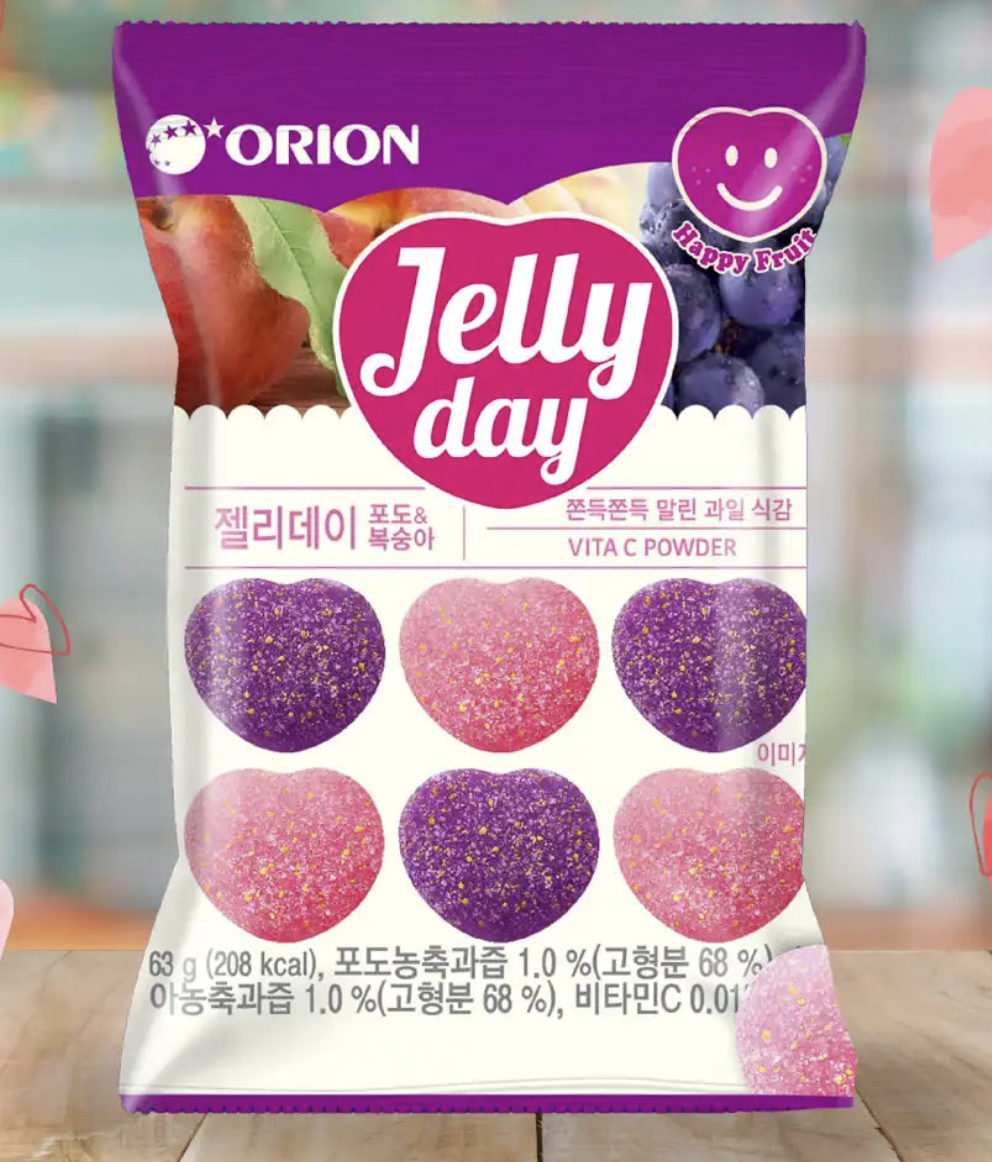 ORION
Happy Fruit
Jelly
day
젤리데이 포도&
복숭아
쫀득쫀득 말린 과일 식감
VITA C POWDER
63 g (208 kcal), 포도농축과즙 1.0 %(고형분 68 %)
아농축과즙 1.0 %(고형분 68 %), 비타민C